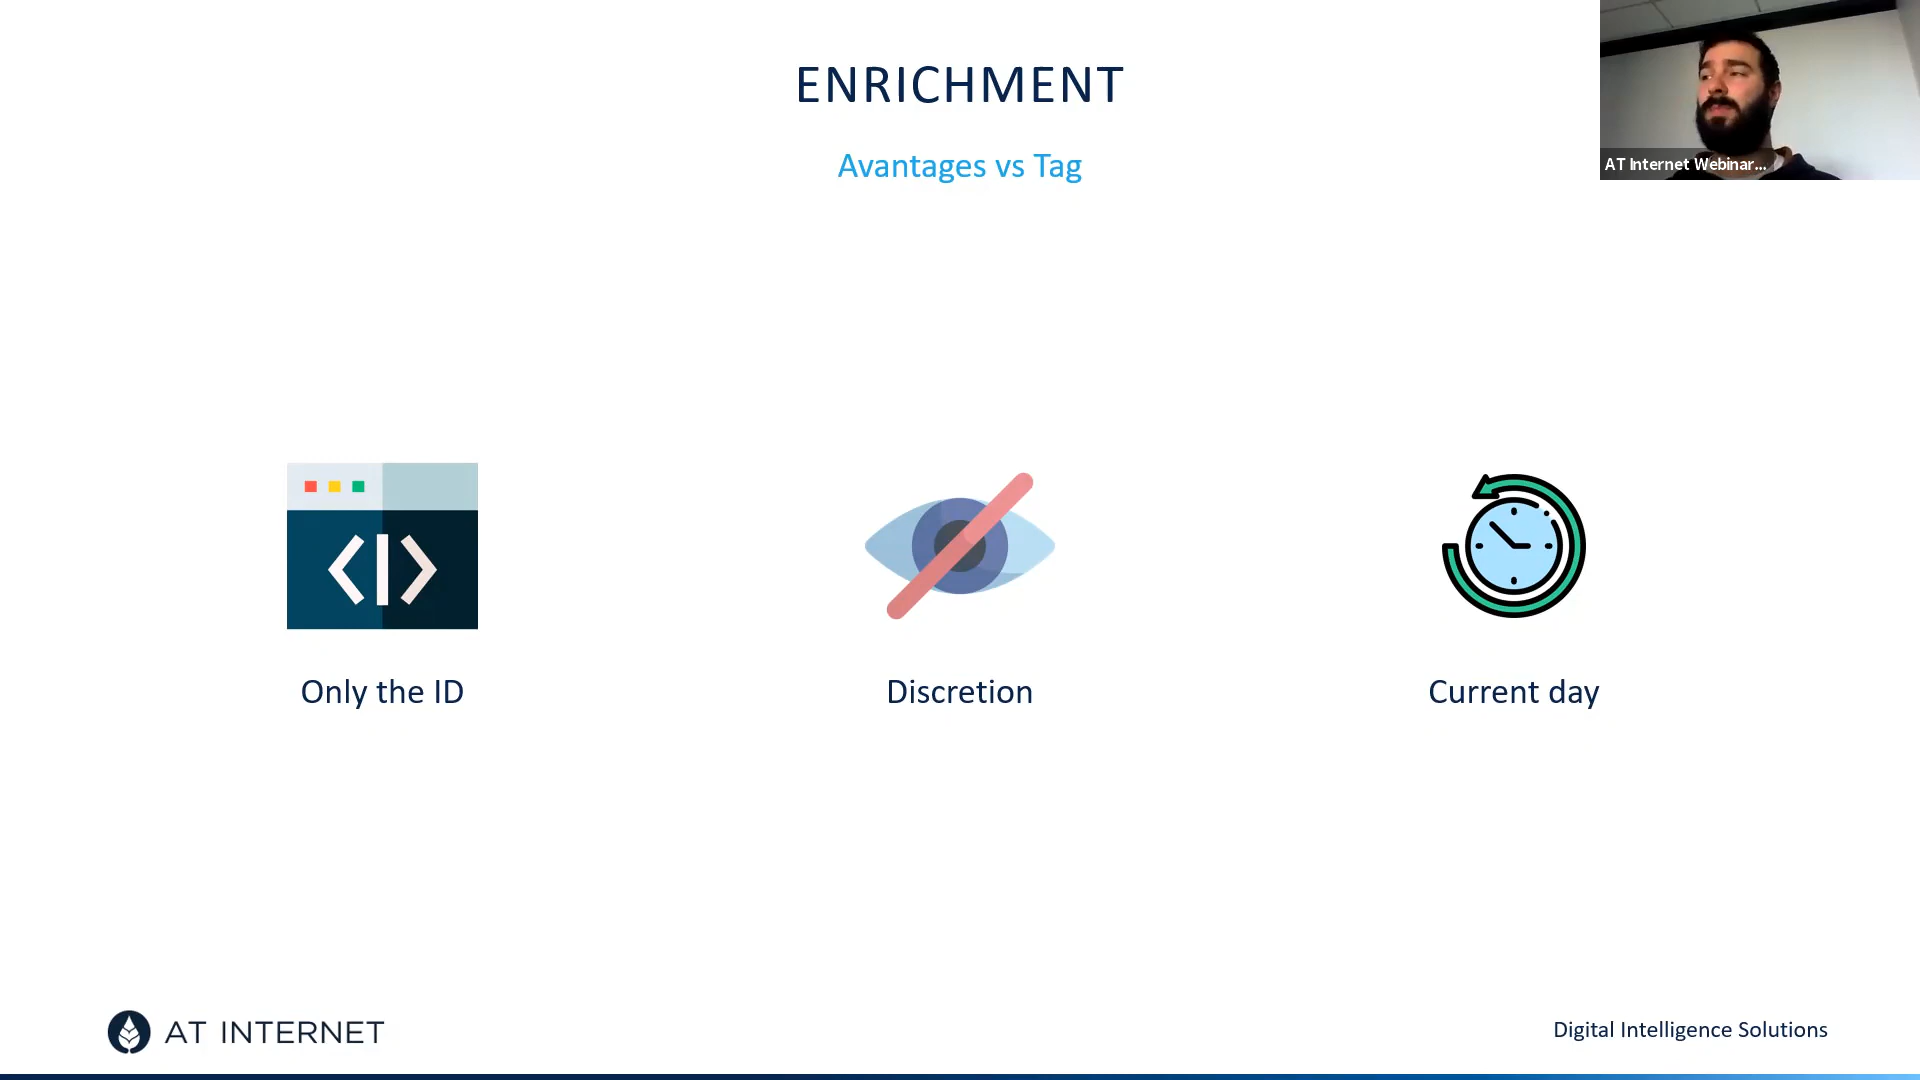 ENRICHMENT
Avantages vs Tag
AT Internet Webinar...
Only the ID
Discretion
Current day
AT INTERNET
Digital Intelligence Solutions